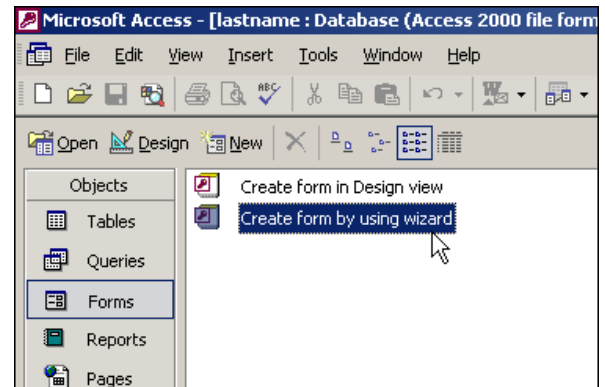 Microsoft Access - [lastname : Database (Access 2000 file form
File Edit View Insert Tools Window Help
Open Design New
Objects
Create form in Design view
Tables
Create form by using wizard
Queries
Forms
Reports
Pages